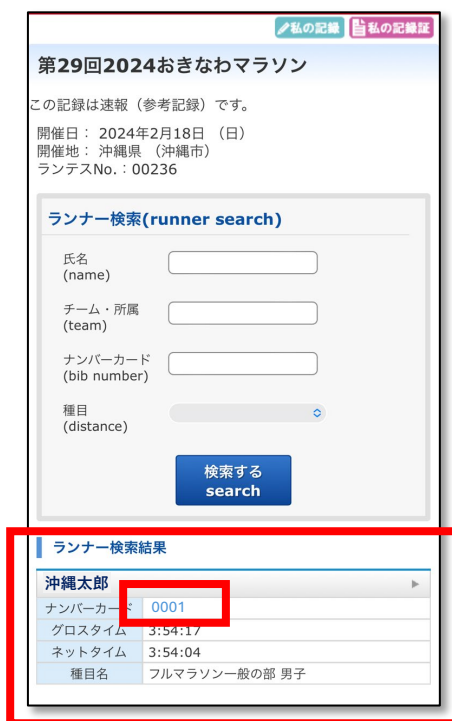 私の記録 私の記録証
第29回2024おきなわマラソン
この記録は速報（参考記録）です。
開催日： 2024年2月18日 （日）
開催地： 沖縄県 （沖縄市）
ランテスNo.：00236
ランナー検索(runner search)
氏名
(name)
チーム・所属
(team)
ナンバーカード
(bib number)
種目
(distance)
検索する
search
ランナー検索結果
沖縄太郎
ナンバーカード 0001
グロスタイム 3:54:17
ネットタイム 3:54:04
種目名 フルマラソン一般の部 男子